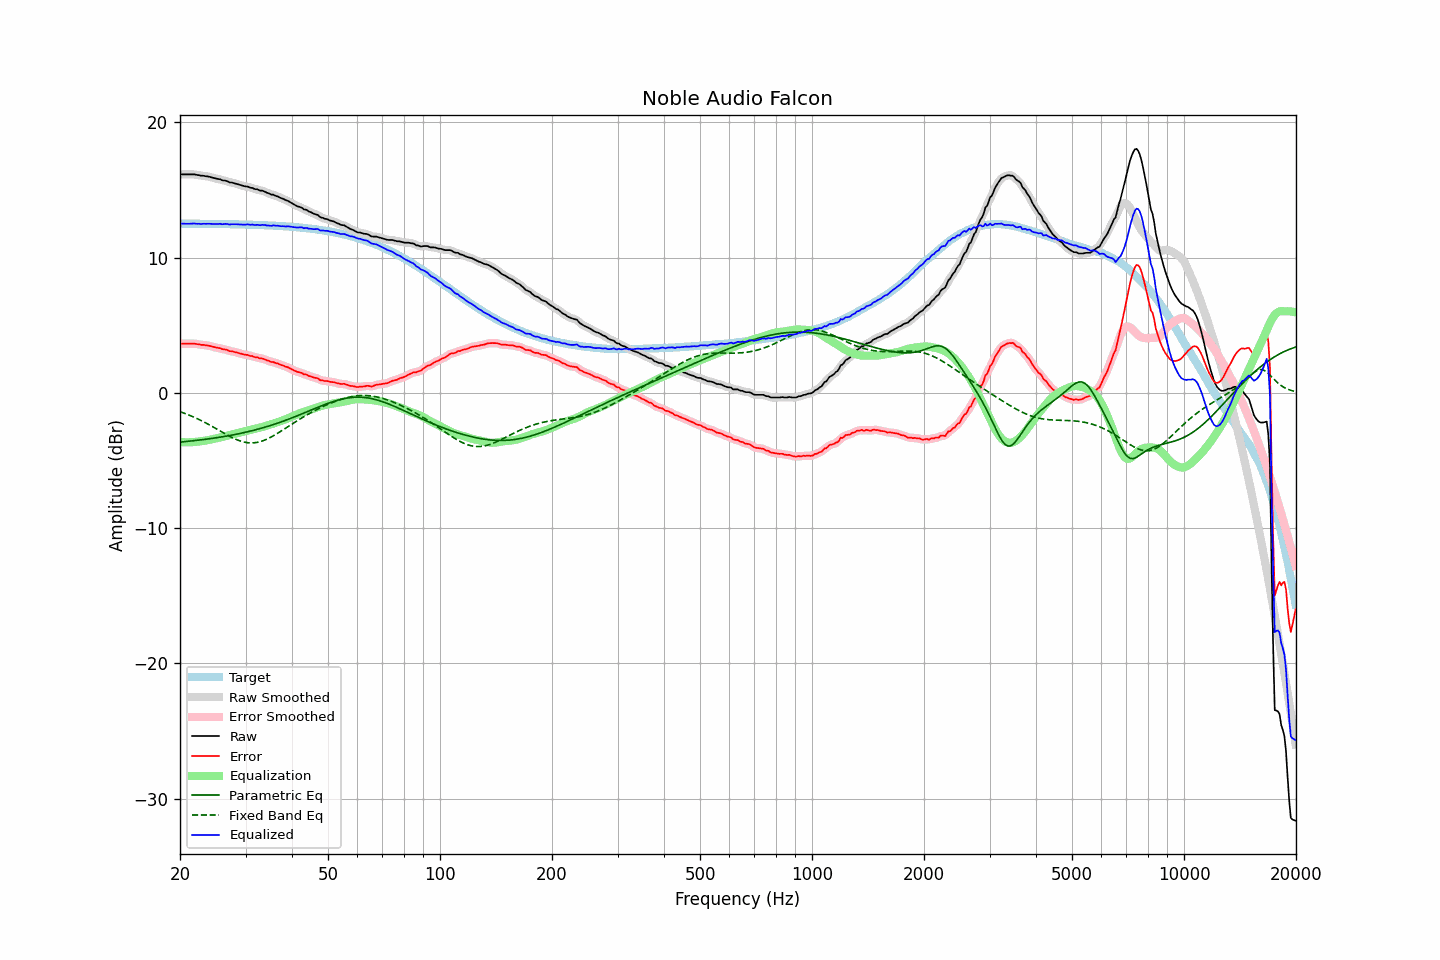 Noble Audio Falcon
20
10
0
−10
−20
−30
Amplitude (dBr)
Target
Raw Smoothed
Error Smoothed
Raw
Error
Equalization
Parametric Eq
Fixed Band Eq
Equalized
20 50 100 200 500 1000 2000 5000 10000 20000
Frequency (Hz)